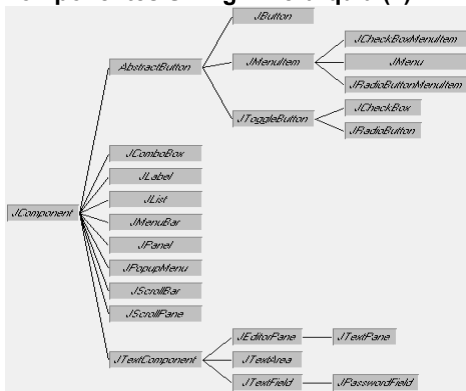 JButton
JCheckBoxMenuItem
AbstractButton
JMenuItem
JMenu
JRadioButtonMenuItem
JToggleButton
JCheckBox
JRadioButton
JComboBox
JLabel
JList
JComponent
JMenuBar
JPanel
JPopupMenu
JScrollBar
JScrollPane
JTextComponent
JEditorPane
JTextPane
JTextArea
JTextField
JPasswordField